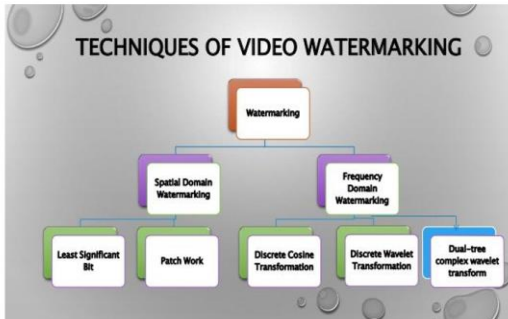 TECHNIQUES OF VIDEO WATERMARKING
Watermarking
Spatial Domain
Watermarking
Frequency
Domain
Watermarking
Least Significant
Bit
Patch Work
Discrete Cosine
Transformation
Discrete Wavelet
Transformation
Dual-tree
complex wavelet
transform